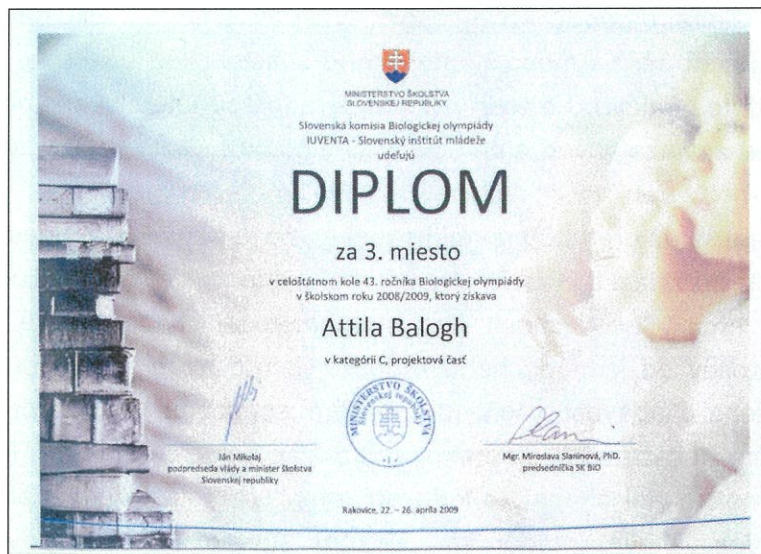 MINISTERSTVO ŠKOLSTVA
SLOVENSKEJ REPUBLIKY
Slovenská komisia Biologickej olympiády
IUVENTA - Slovenský inštitút mládeže
udeľujú
DIPLOM
za 3. miesto
v celoštátnom kole 43. ročníka Biologickej olympiády
v školskom roku 2008/2009, ktorý získava
Attila Balogh
v kategórii C, projektová časť
MINISTERSTVO ŠKOLSTVA
Slovenskej republiky
Ján Mikolaj
podpredseda vlády a minister školstva
Slovenskej republiky
Mgr. Miroslava Slaninová, PhD.
predsedníčka SK BiO
Rakovice, 22. – 26. apríla 2009